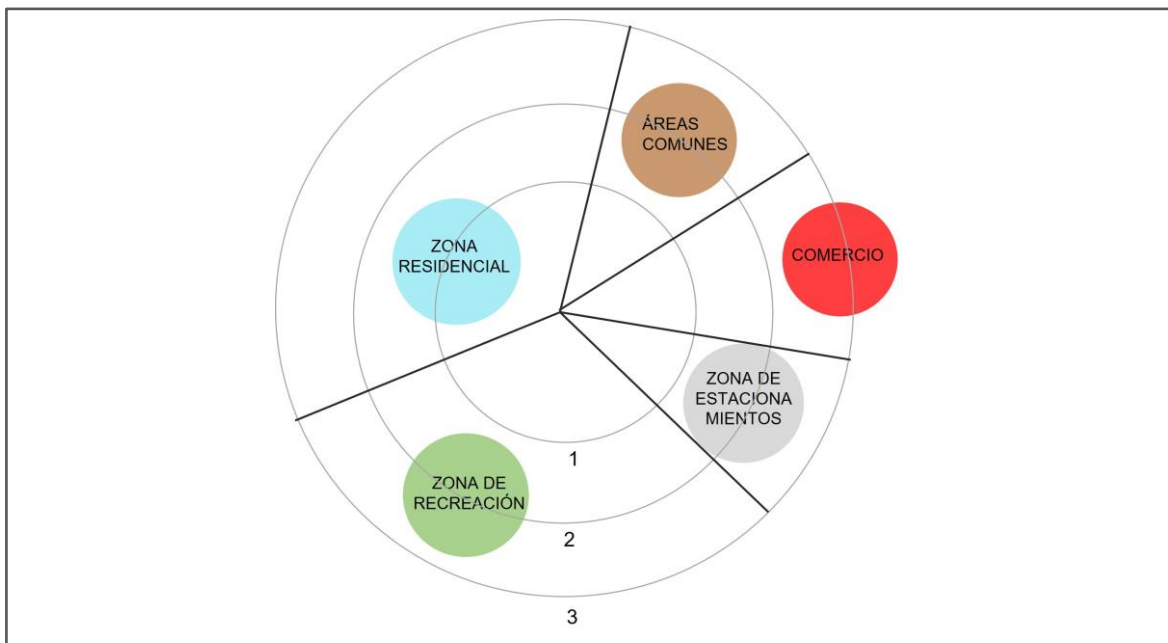 ÁREAS
COMUNES
ZONA
RESIDENCIAL
COMERCIO
ZONA DE
ESTACIONA
MIENTOS
ZONA DE
RECREACIÓN
1
2
3